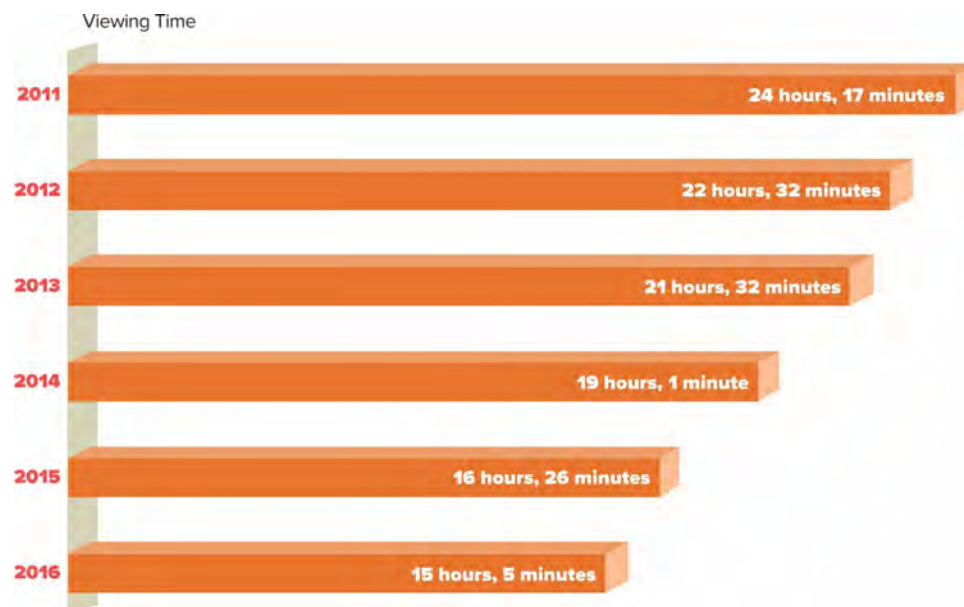 Viewing Time
2011 24 hours, 17 minutes
2012 22 hours, 32 minutes
2013 21 hours, 32 minutes
2014 19 hours, 1 minute
2015 16 hours, 26 minutes
2016 15 hours, 5 minutes